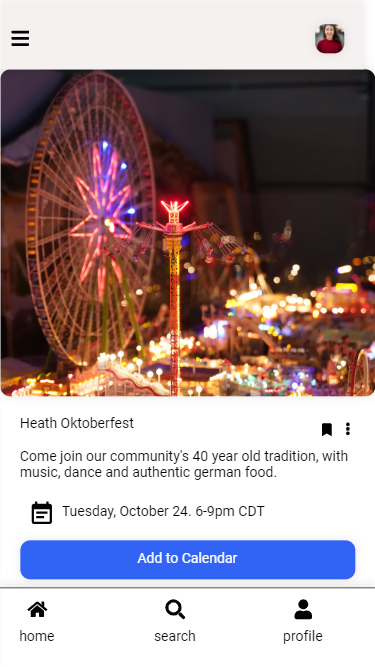 Heath Oktoberfest
Come join our community's 40 year old tradition, with
music, dance and authentic german food.
Tuesday, October 24. 6-9pm CDT
Add to Calendar
home search profile